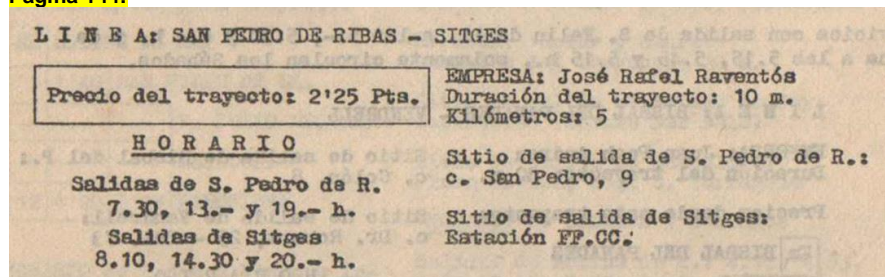 LINEA: SAN PEDRO DE RIBAS - SITGES
Precio del trayecto: 2'25 Pts.
EMPRESA: José Rafel Raventós
Duración del trayecto: 10 m.
Kilómetros: 5
HORARIO
Salidas de S. Pedro de R.
7.30, 13.- y 19.- h.
Salidas de Sitges
8.10, 14.30 y 20.- h.
Sitio de salida de S. Pedro de R.:
c. San Pedro, 9
Sitio de salida de Sitges:
Estación FF.CC.